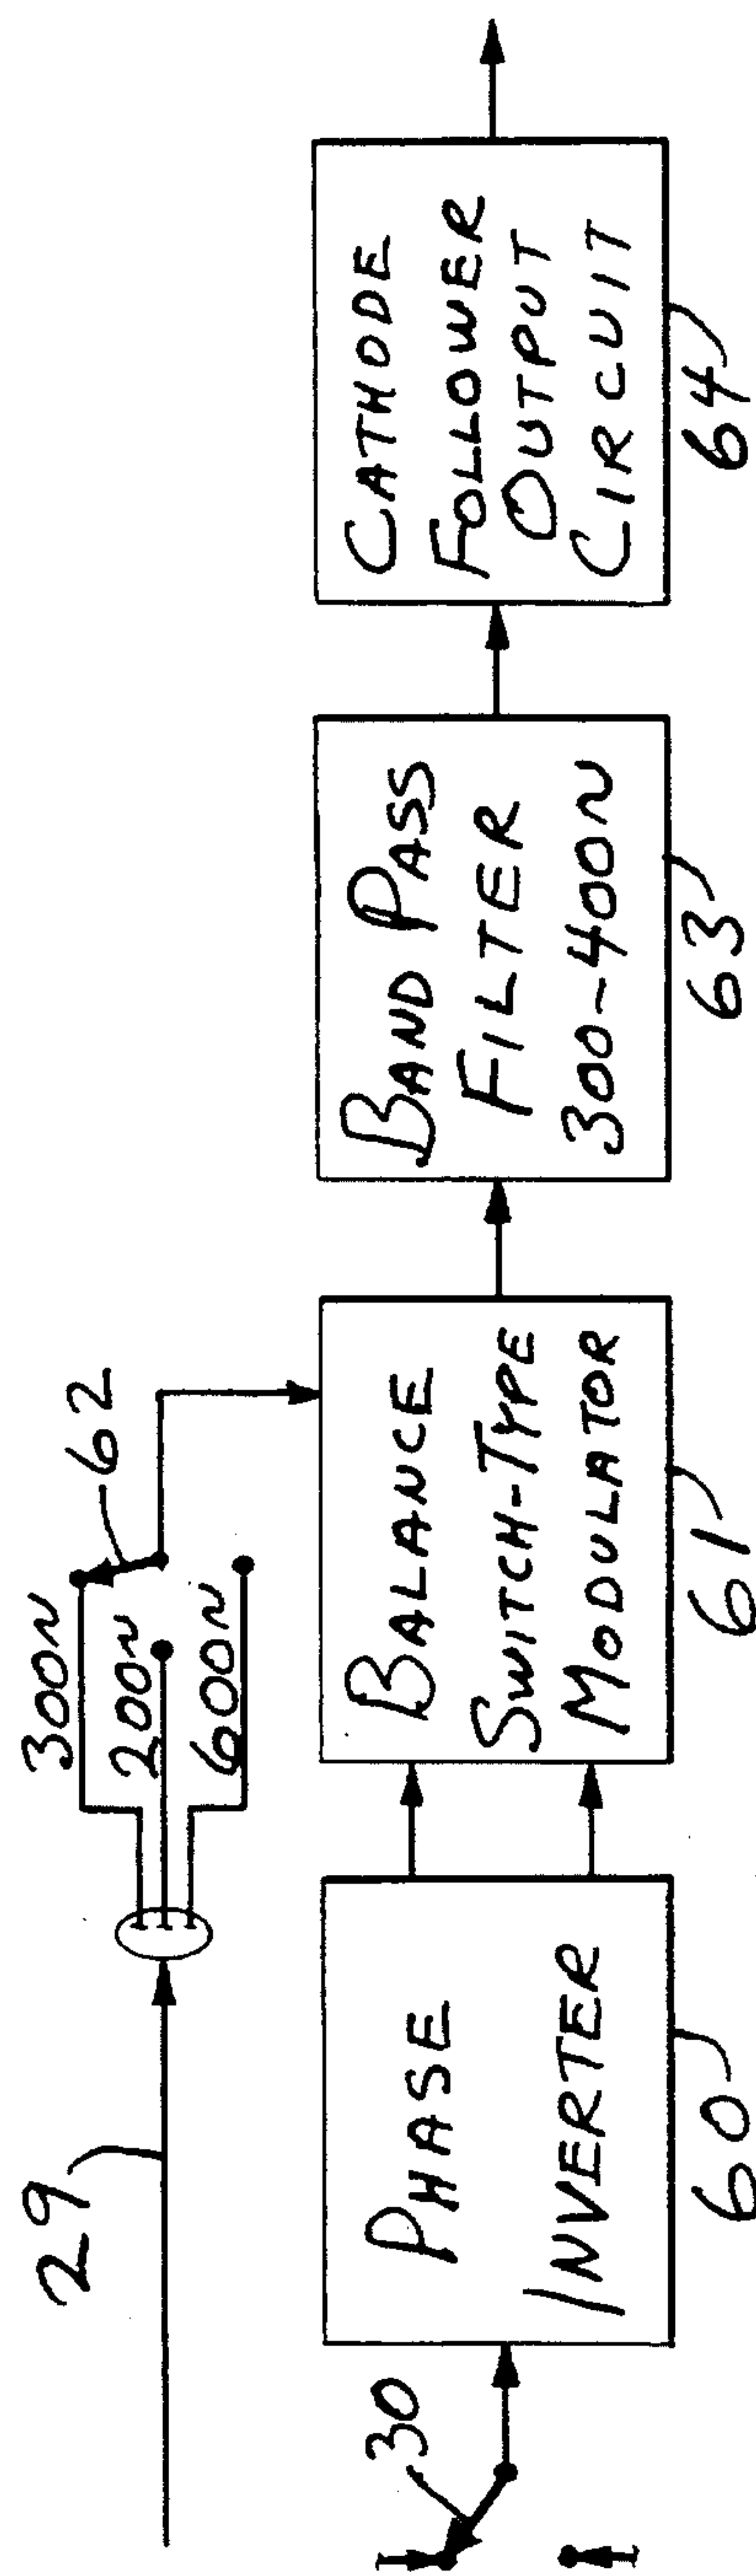 29
300~
200~
600~
62
30
PHASE
INVERTER
60
BALANCE
SWITCH-TYPE
MODULATOR
61
BAND PASS
FILTER
300-400~
63
CATHODE
FOLLOWER
OUTPUT
CIRCUIT
64